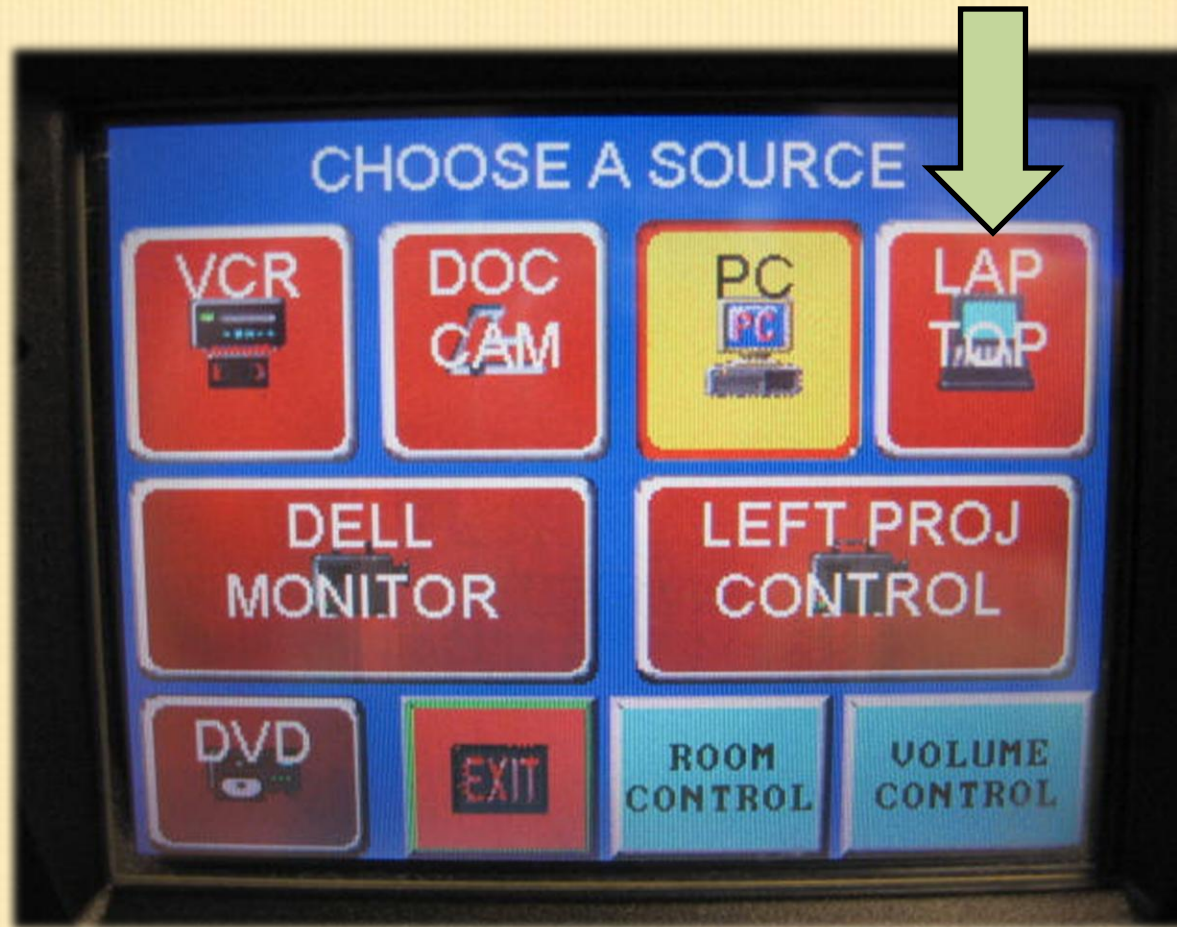 CHOOSE A SOURCE
VCR
DOC
CAM
PC
PC
LAP
TOP
DELL
MONITOR
LEFT PROJ
CONTROL
DVD
EXIT
ROOM
CONTROL
VOLUME
CONTROL